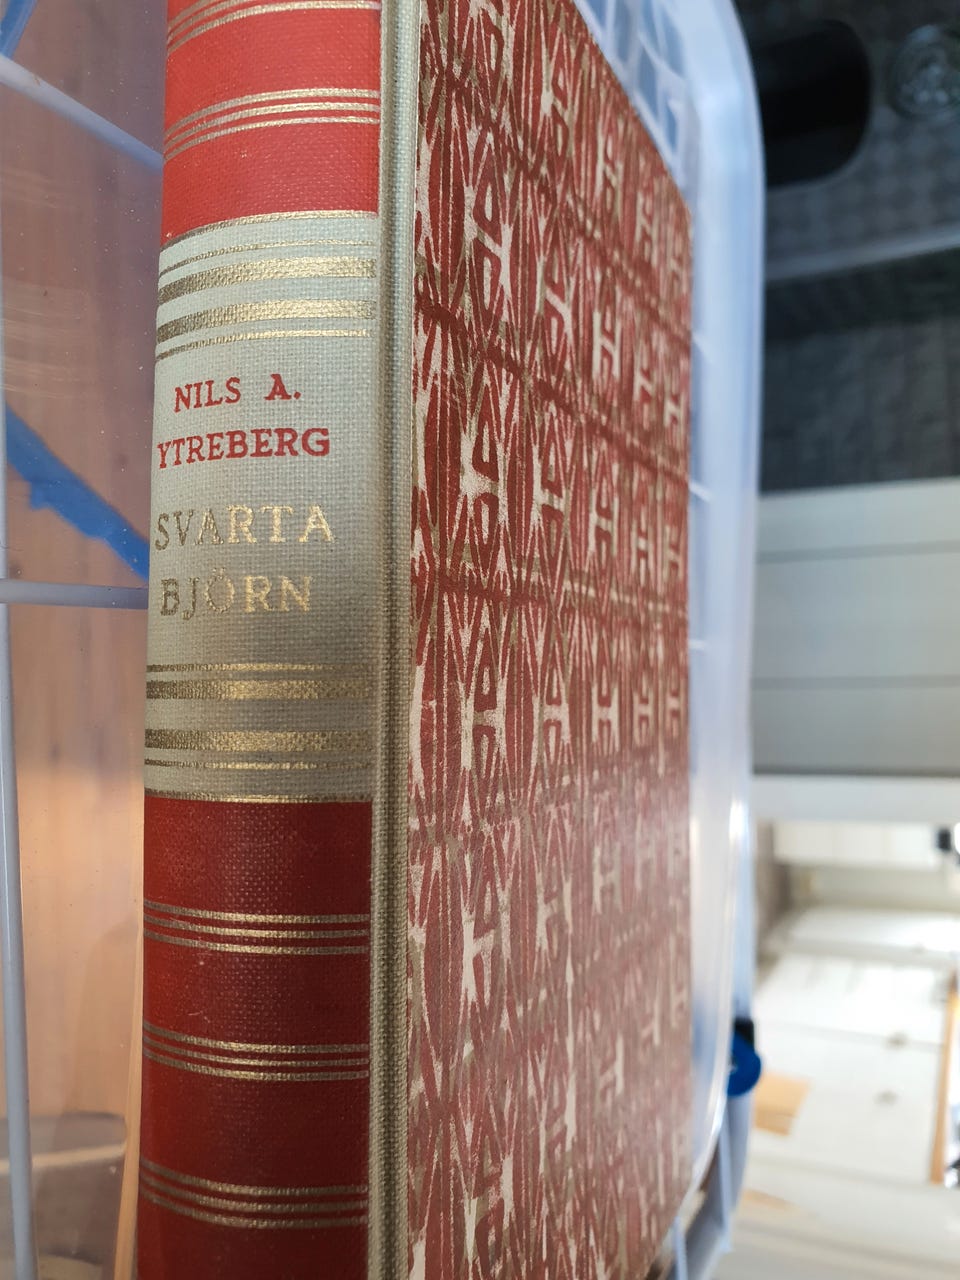 NILS A.
YTREBERG
SVARTA
BJÖRN